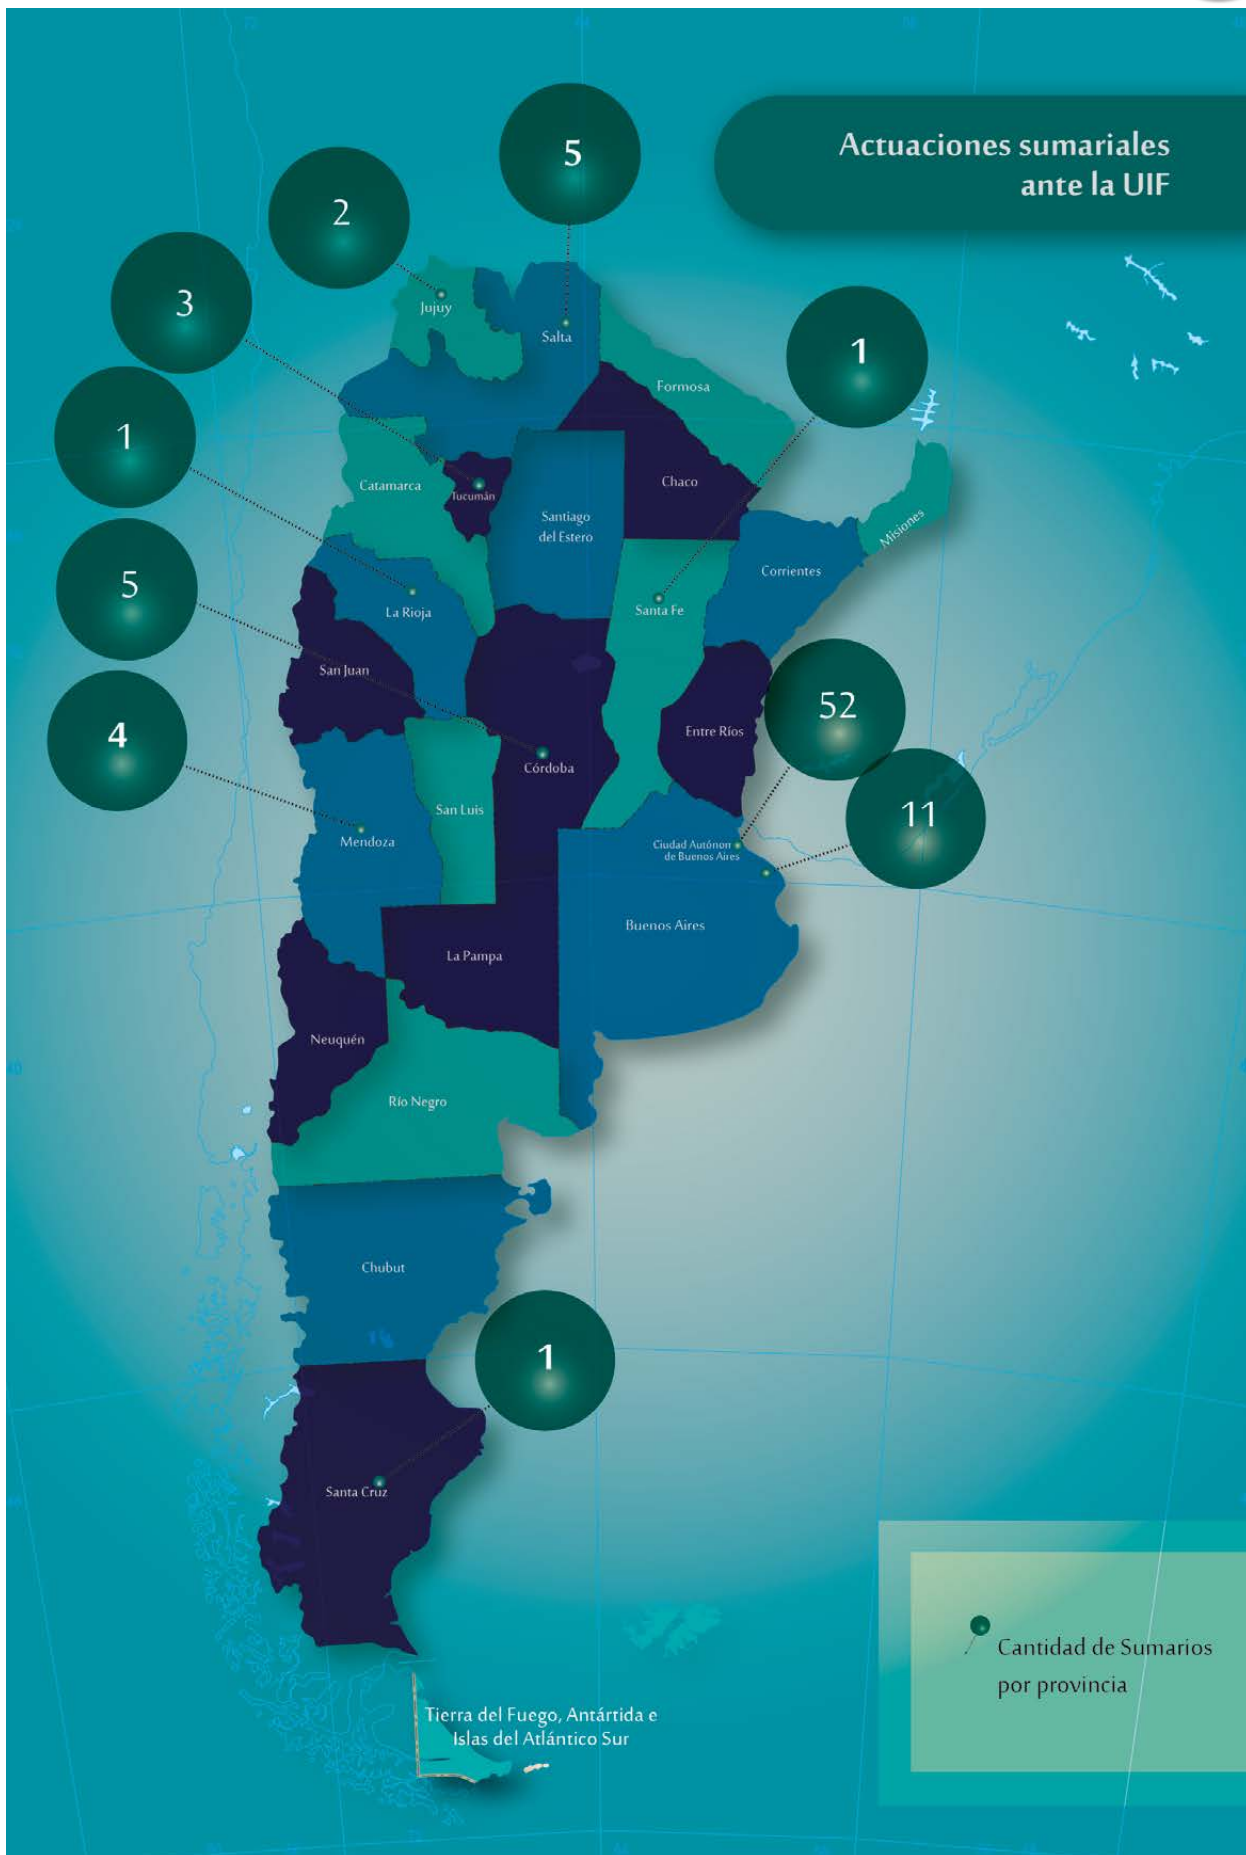 Actuaciones sumariales
ante la UIF
5
2
3
1
1
5
4
52
11
1
Jujuy
Salta
Formosa
Chaco
Catamarca
Tucumán
Santiago
del Estero
Misiones
Corrientes
La Rioja
Santa Fe
San Juan
Entre Ríos
Córdoba
San Luis
Mendoza
Ciudad Autónon
de Buenos Aires
Buenos Aires
La Pampa
Neuquén
Río Negro
Chubut
Santa Cruz
Tierra del Fuego, Antártida e
Islas del Atlántico Sur
Cantidad de Sumarios
por provincia